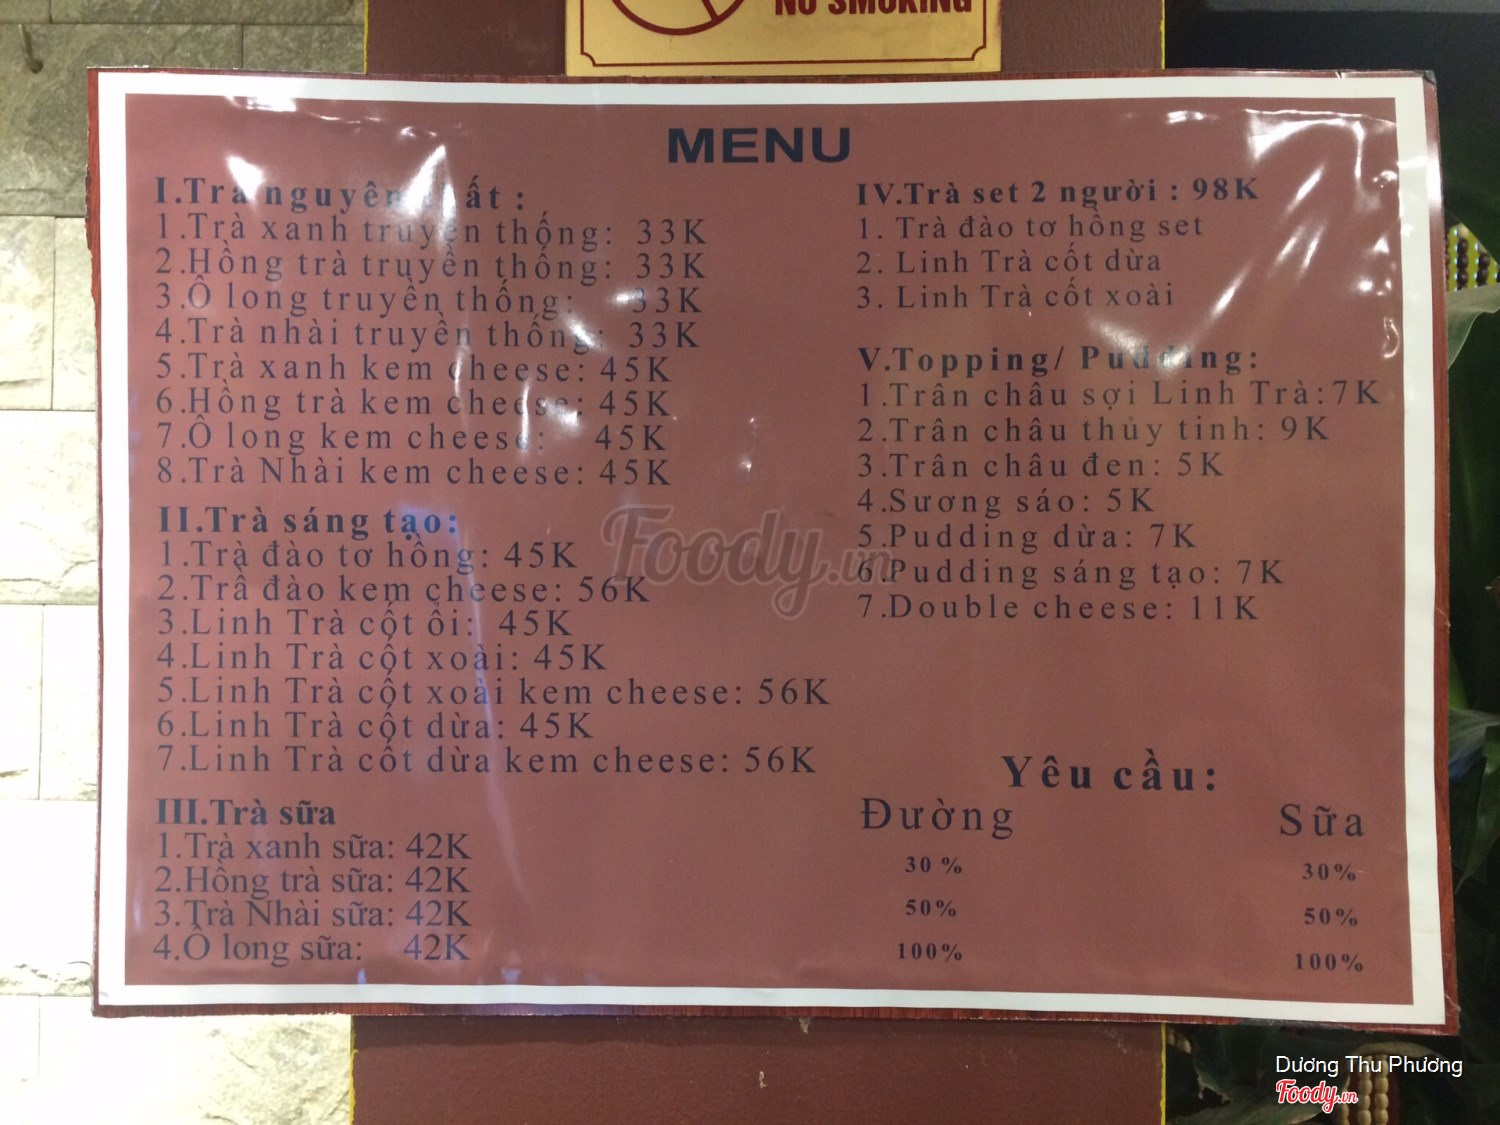 NO SMOKING
MENU
I.Trà nguyên chất :
1.Trà xanh truyền thống: 33K
2.Hồng trà truyền thống: 33K
3.Ô long truyền thống: 33K
4.Trà nhài truyền thống: 33K
5.Trà xanh kem cheese: 45K
6.Hồng trà kem cheese: 45K
7.Ô long kem cheese: 45K
8.Trà Nhài kem cheese: 45K
II.Trà sáng tạo:
1.Trà đào tơ hồng: 45K
2.Trà đào kem cheese: 56K
3.Linh Trà cốt ổi: 45K
4.Linh Trà cốt xoài: 45K
5.Linh Trà cốt xoài kem cheese: 56K
6.Linh Trà cốt dừa: 45K
7.Linh Trà cốt dừa kem cheese: 56K
III.Trà sữa
1.Trà xanh sữa: 42K
2.Hồng trà sữa: 42K
3.Trà Nhài sữa: 42K
4.Ô long sữa: 42K
IV.Trà set 2 người : 98K
1. Trà đào tơ hồng set
2. Linh Trà cốt dừa
3. Linh Trà cốt xoài
V.Topping/ Pudding:
1.Trân châu sợi Linh Trà:7K
2.Trân châu thủy tinh: 9K
3.Trân châu đen: 5K
4.Sương sáo: 5K
5.Pudding dừa: 7K
6.Pudding sáng tạo: 7K
7.Double cheese: 11K
Yêu cầu:
Đường Sữa
30 % 30%
50% 50%
100% 100%
Foody.vn
Dương Thu Phương
Foody.vn